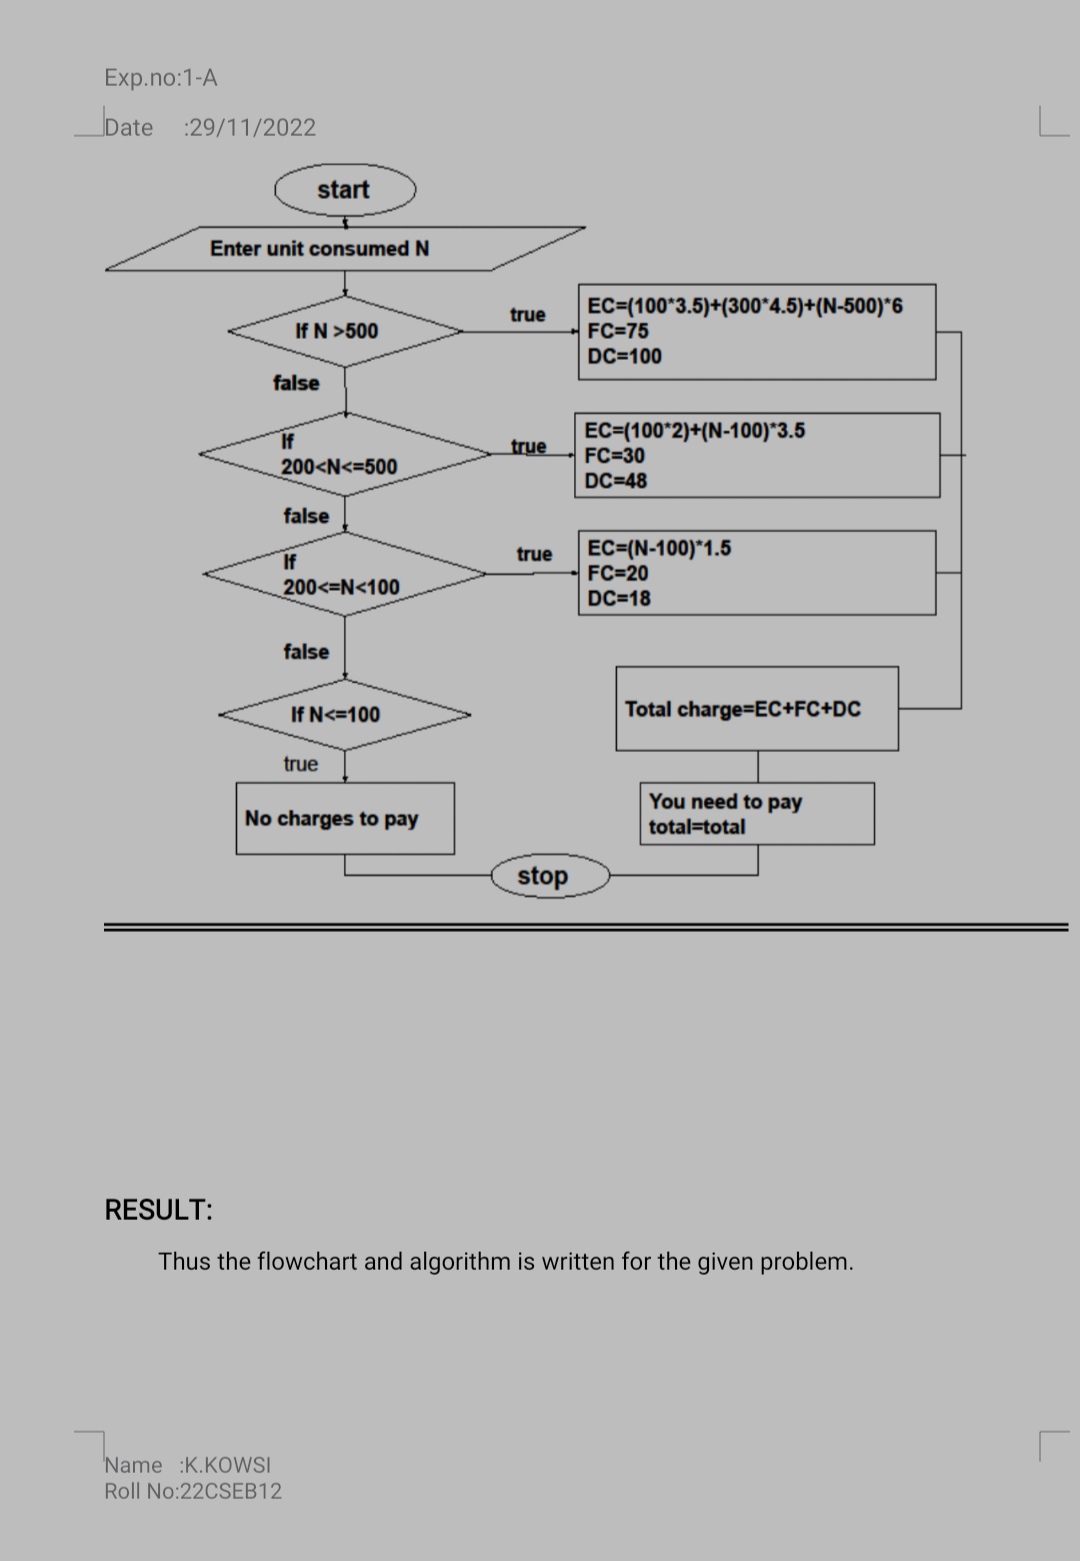 Exp.no:1-A
Date :29/11/2022
start
Enter unit consumed N
If N >500
true
EC=(100*3.5)+(300*4.5)+(N-500)*6
FC=75
DC=100
false
If
200<N<=500
true
EC=(100*2)+(N-100)*3.5
FC=30
DC=48
false
If
200<=N<100
true
EC=(N-100)*1.5
FC=20
DC=18
false
If N<=100
true
No charges to pay
Total charge=EC+FC+DC
You need to pay
total=total
stop
RESULT:
Thus the flowchart and algorithm is written for the given problem.
Name :K.KOWSI
Roll No:22CSEB12